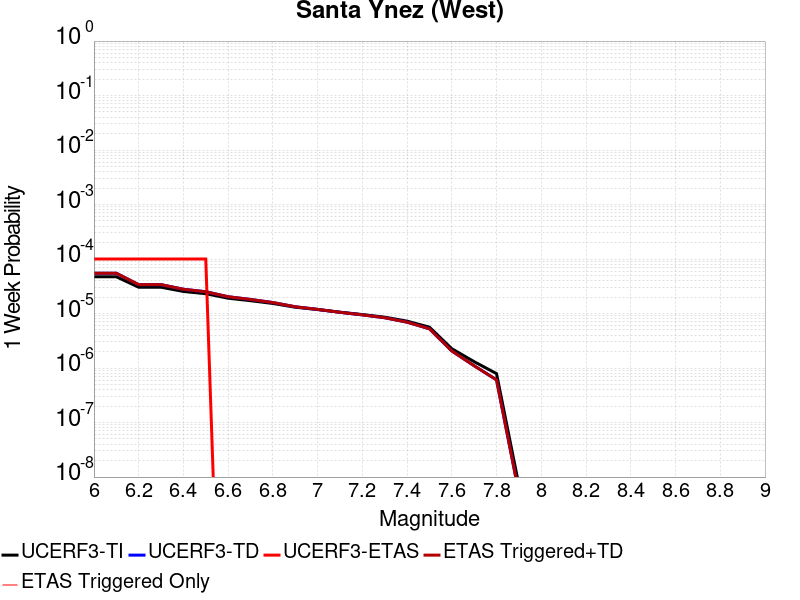 Santa Ynez (West)
10^0
10^-1
10^-2
10^-3
10^-4
10^-5
10^-6
10^-7
10^-8
1 Week Probability
6 6.2 6.4 6.6 6.8 7 7.2 7.4 7.6 7.8 8 8.2 8.4 8.6 8.8 9
Magnitude
UCERF3-TI UCERF3-TD UCERF3-ETAS ETAS Triggered+TD
ETAS Triggered Only